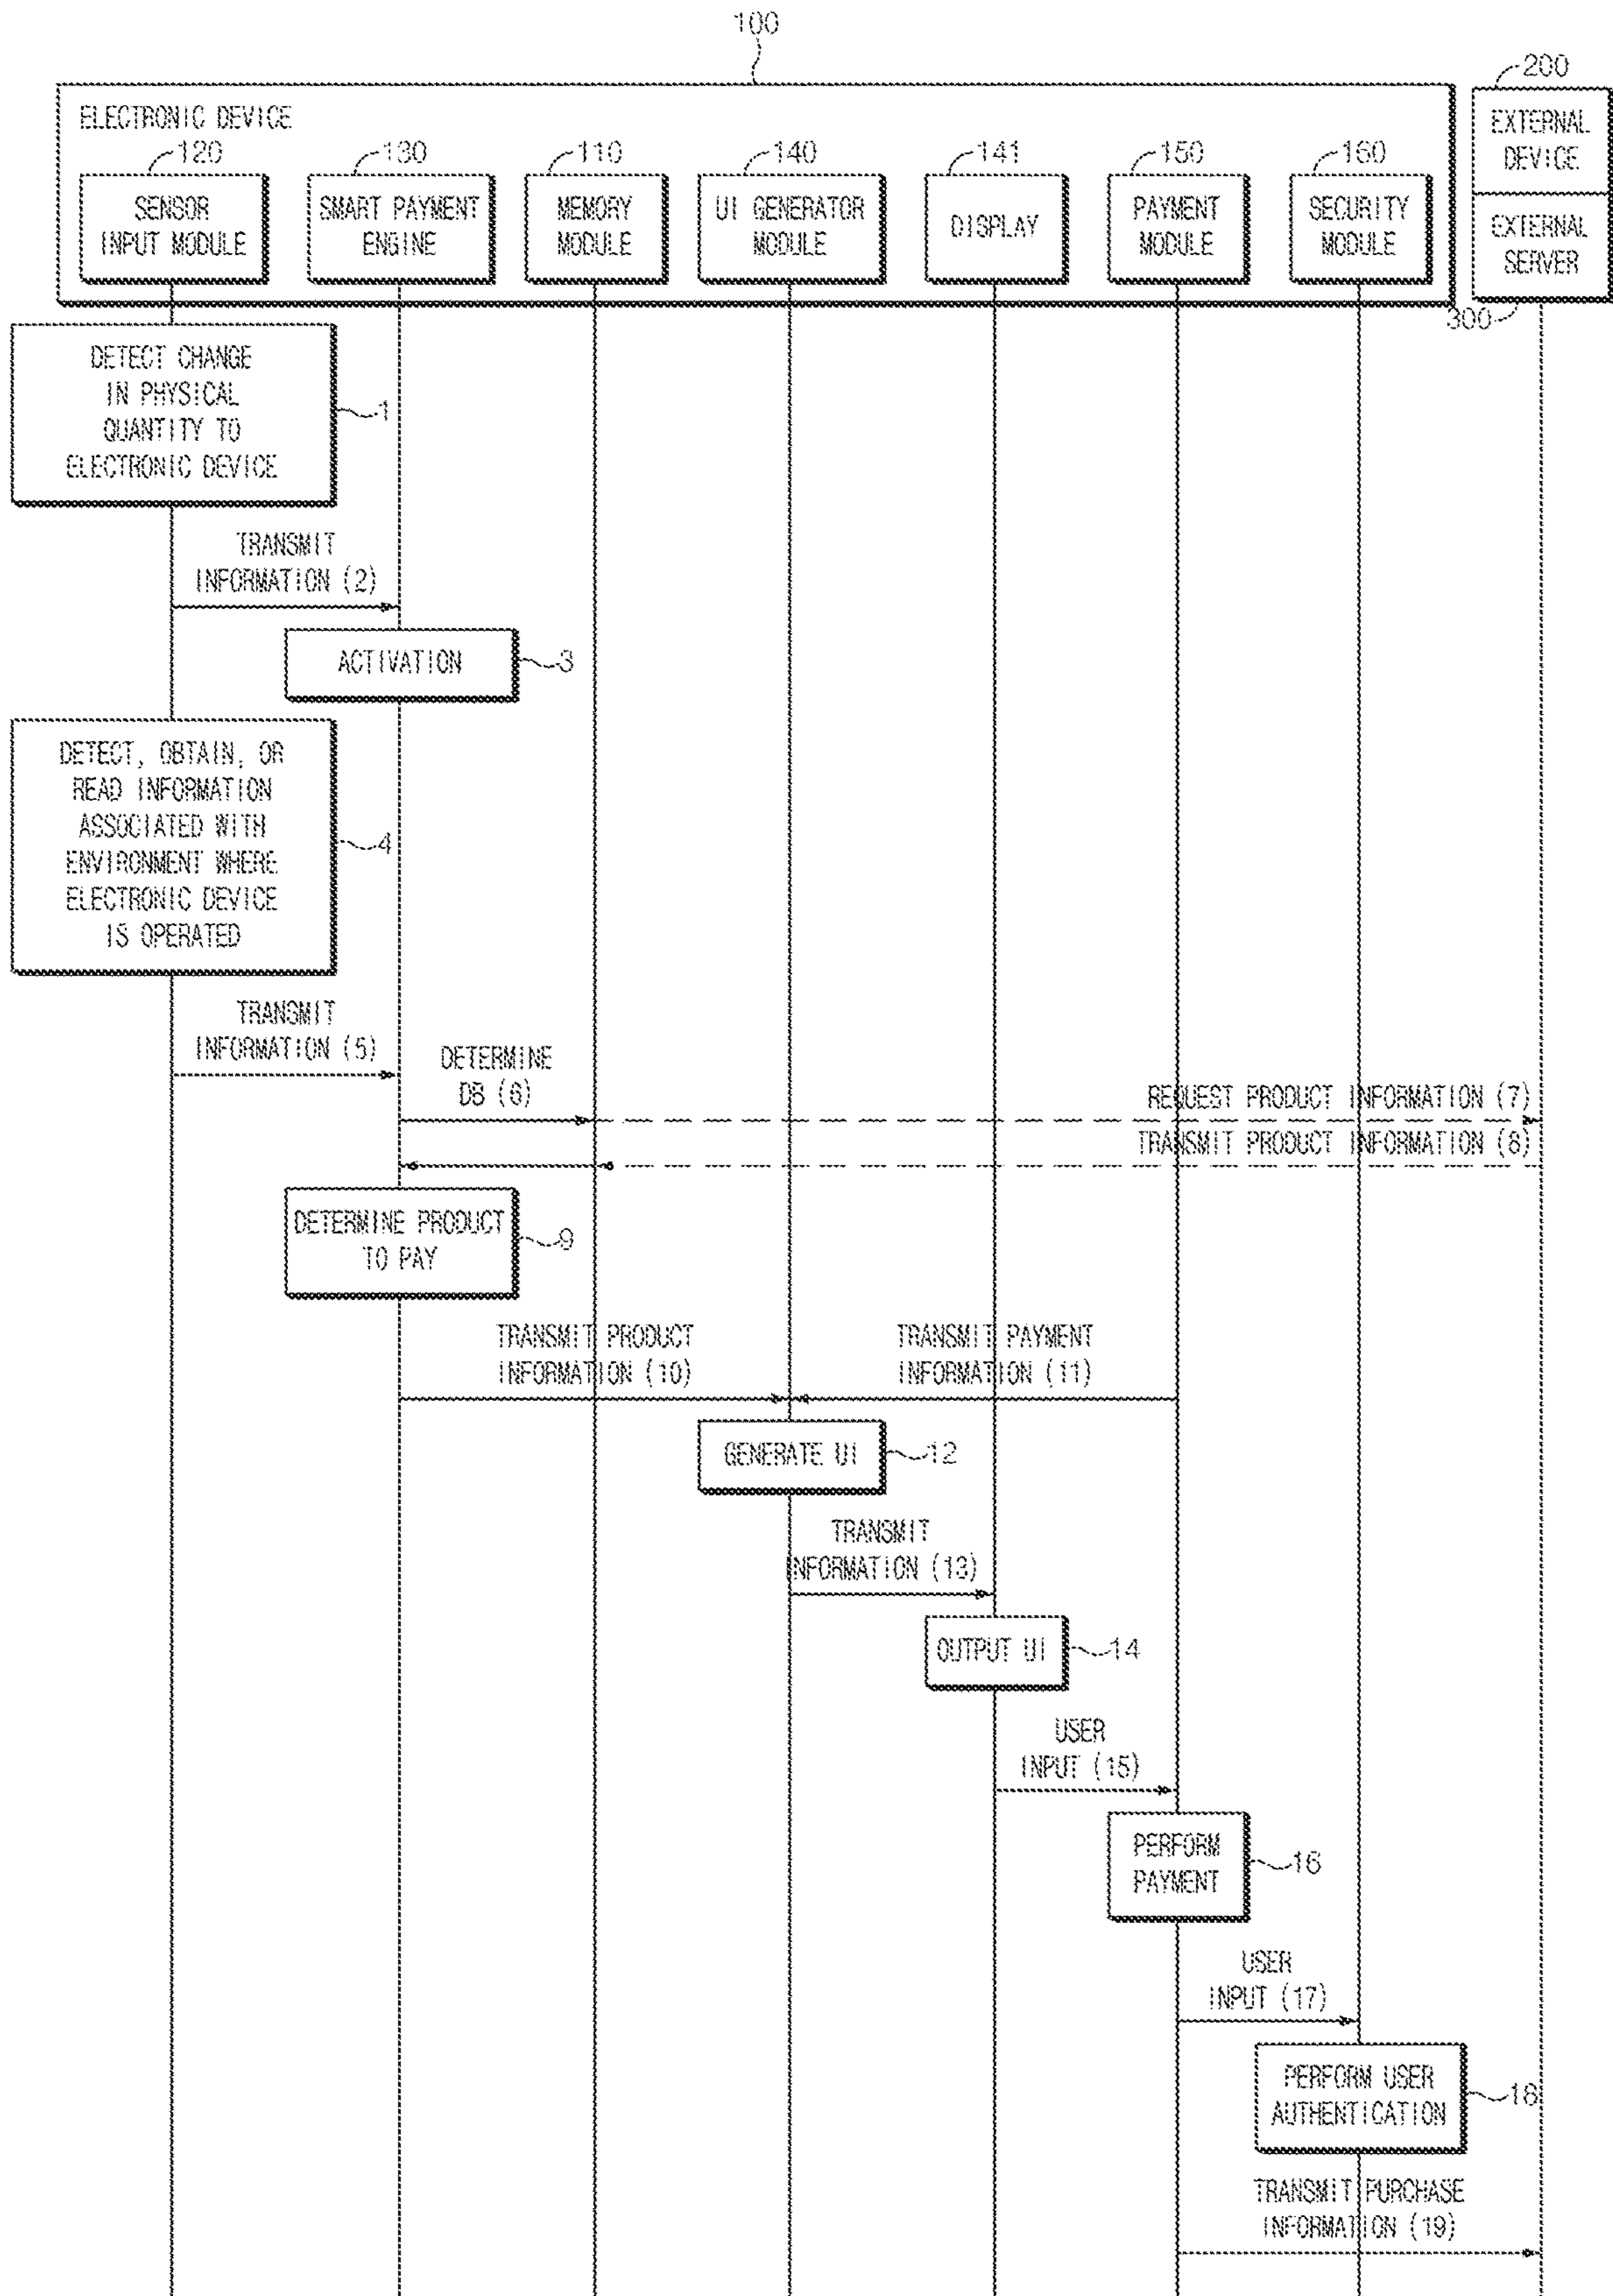 100
200
ELECTRONIC DEVICE
EXTERNAL
DEVICE
120
130
110
140
141
150
160
SENSOR
INPUT MODULE
SMART PAYMENT
ENGINE
MEMORY
MODULE
UI GENERATOR
MODULE
DISPLAY
PAYMENT
MODULE
SECURITY
MODULE
EXTERNAL
SERVER
300
DETECT CHANGE
IN PHYSICAL
QUANTITY TO
ELECTRONIC DEVICE
1
TRANSMIT
INFORMATION (2)
ACTIVATION
3
DETECT, OBTAIN, OR
READ INFORMATION
ASSOCIATED WITH
ENVIRONMENT WHERE
ELECTRONIC DEVICE
IS OPERATED
4
TRANSMIT
INFORMATION (5)
DETERMINE
DB (6)
REQUEST PRODUCT INFORMATION (7)
TRANSMIT PRODUCT INFORMATION (8)
DETERMINE PRODUCT
TO PAY
9
TRANSMIT PRODUCT
INFORMATION (10)
TRANSMIT PAYMENT
INFORMATION (11)
GENERATE UI
12
TRANSMIT
INFORMATION (13)
OUTPUT UI
14
USER
INPUT (15)
PERFORM
PAYMENT
16
USER
INPUT (17)
PERFORM USER
AUTHENTICATION
18
TRANSMIT PURCHASE
INFORMATION (19)